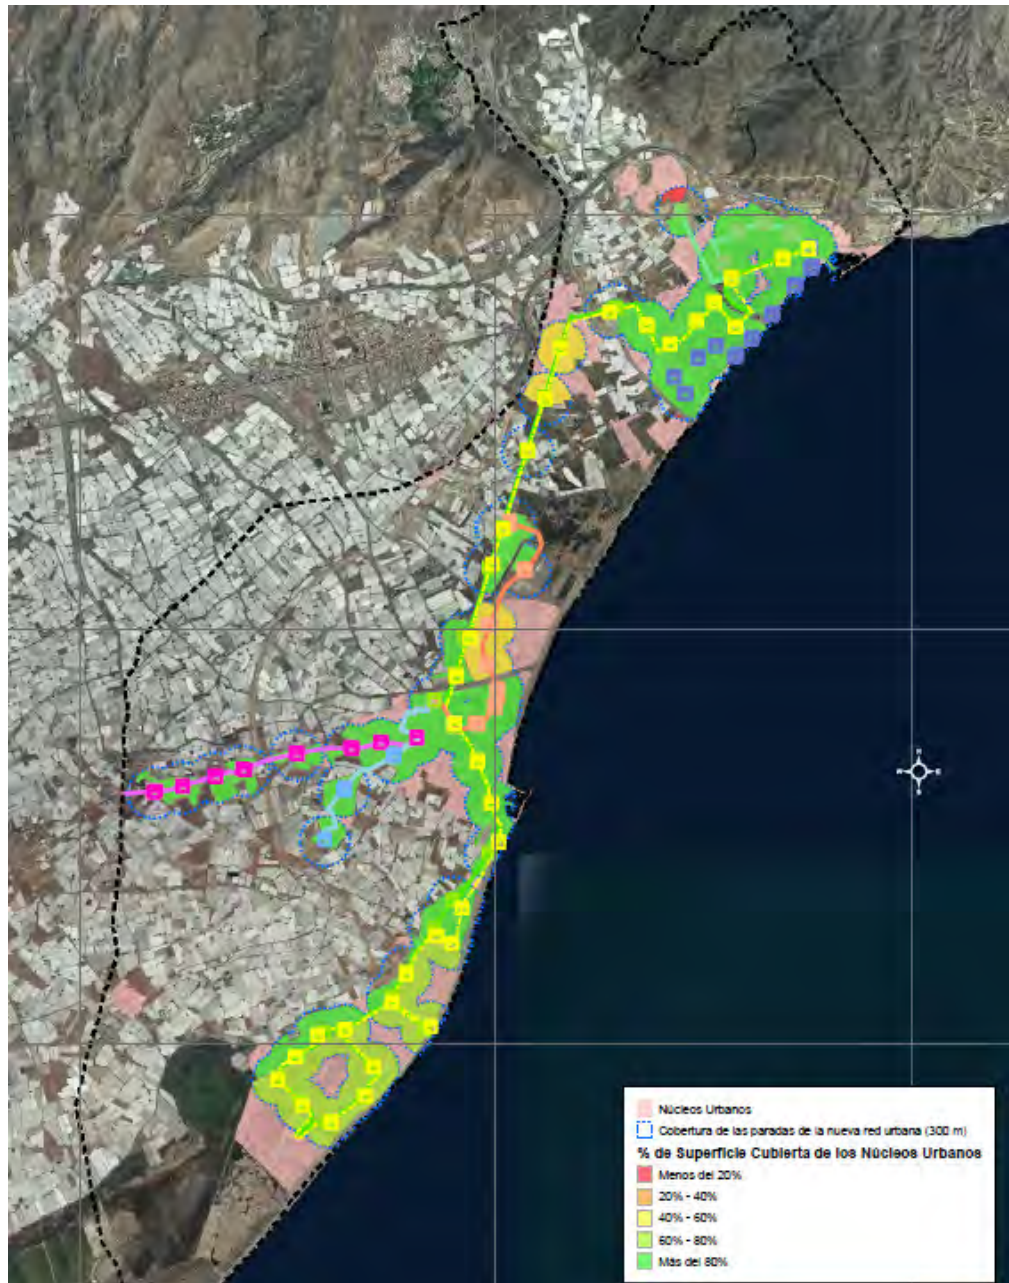 Núcleos Urbanos
Cobertura de las paradas de la nueva red urbana (300 m)
% de Superficie Cubierta de los Núcleos Urbanos
Menos del 20%
20% - 40%
40% - 60%
60% - 80%
Más del 80%